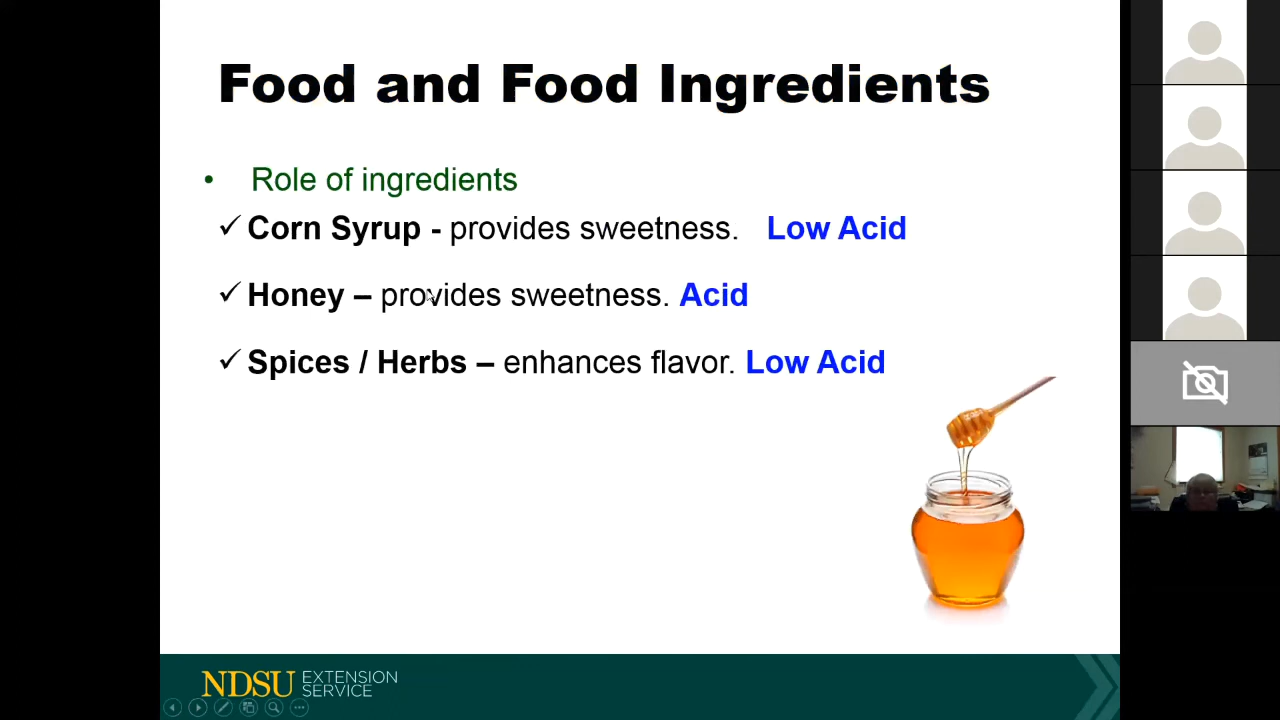 Food and Food Ingredients
• Role of ingredients
✓ Corn Syrup - provides sweetness. Low Acid
✓ Honey – provides sweetness. Acid
✓ Spices / Herbs – enhances flavor. Low Acid
NDSU EXTENSION
SERVICE